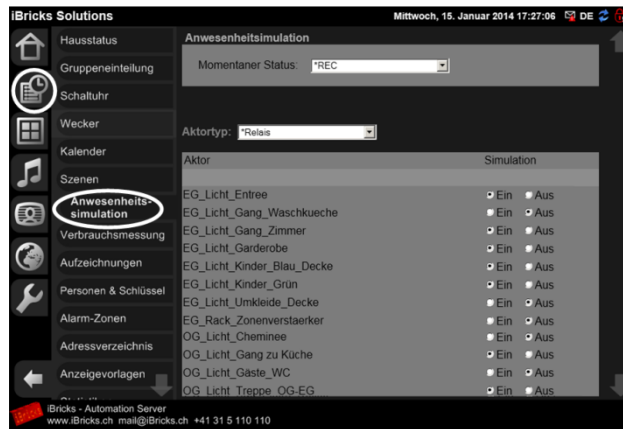 iBricks Solutions
Mittwoch, 15. Januar 2014 17:27:06 DE
Hausstatus
Gruppeneinteilung
Schaltuhr
Wecker
Kalender
Szenen
Anwesenheits-
simulation
Verbrauchsmessung
Aufzeichnungen
Personen & Schlüssel
Alarm-Zonen
Adressverzeichnis
Anzeigevorlagen
Anwesenheitsimulation
Momentaner Status: *REC
Aktortyp: *Relais
Aktor Simulation
EG_Licht_Entree Ein Aus
EG_Licht_Gang_Waschkueche Ein Aus
EG_Licht_Gang_Zimmer Ein Aus
EG_Licht_Garderobe Ein Aus
EG_Licht_Kinder_Blau_Decke Ein Aus
EG_Licht_Kinder_Grün Ein Aus
EG_Licht_Umkleide_Decke Ein Aus
EG_Rack_Zonenverstaerker Ein Aus
OG_Licht_Cheminee Ein Aus
OG_Licht_Gang zu Küche Ein Aus
OG_Licht_Gäste_WC Ein Aus
OG_Licht_Treppe_OG-EG Ein Aus
iBricks - Automation Server
www.iBricks.ch mail@iBricks.ch +41 31 5 110 110